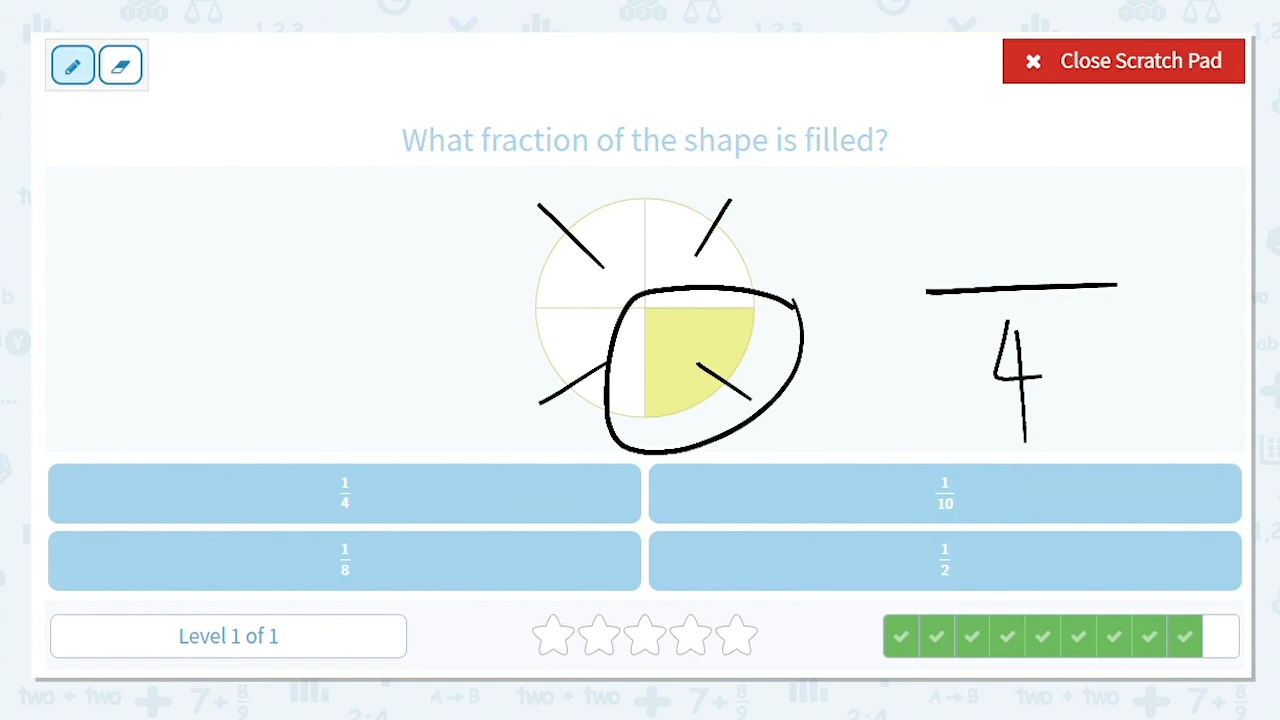 Close Scratch Pad
What fraction of the shape is filled?
4
1/4
1/10
1/8
1/2
Level 1 of 1